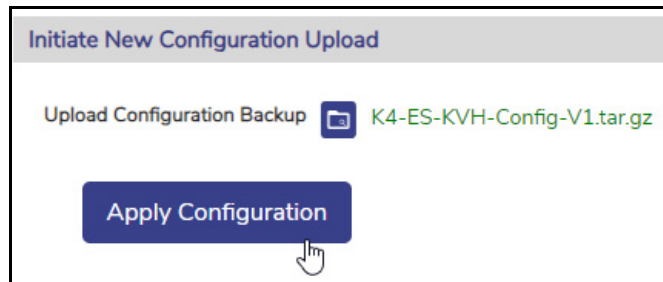 Initiate New Configuration Upload
Upload Configuration Backup K4-ES-KVH-Config-V1.tar.gz
Apply Configuration